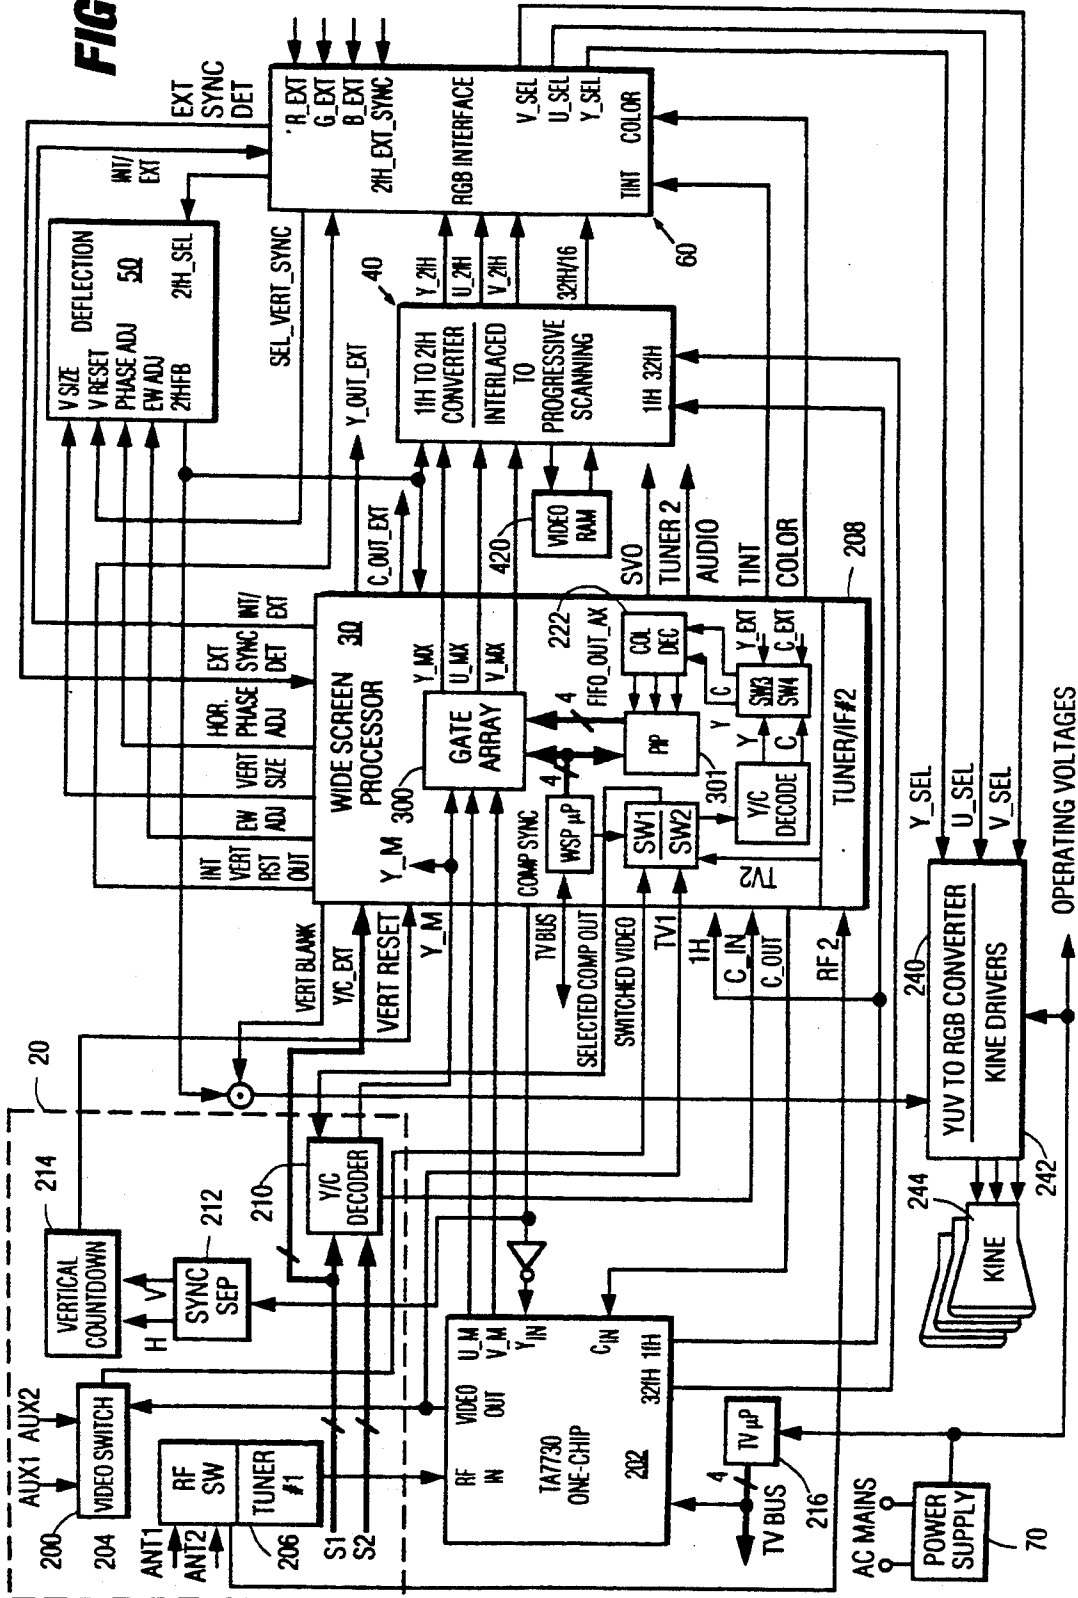 FIG
EXT
SYNC
DET
INT/
EXT
'R_EXT
G_EXT
B_EXT
2fH_EXT_SYNC
RGB INTERFACE
V_SEL
U_SEL
Y_SEL
TINT
COLOR
60
V SIZE
V RESET
PHASE ADJ
EW ADJ
2fHFB
DEFLECTION
50
2fH_SEL
SEL_VERT_SYNC
Y_OUT_EXT
C_OUT_EXT
40
1fH TO 2fH
CONVERTER
INTERLACED
TO
PROGRESSIVE
SCANNING
1fH 32fH
Y_2fH
U_2fH
V_2fH
32fH/16
420
VIDEO
RAM
SVO
TUNER 2
AUDIO
TINT
COLOR
208
INT
VERT
RST
OUT
EW
ADJ
VERT
SIZE
HOR.
PHASE
ADJ
EXT
SYNC
DET
INT/
EXT
WIDE SCREEN
PROCESSOR
30
Y_M
300
GATE
ARRAY
Y_MX
U_MX
V_MX
COMP SYNC
WSP µP
4
4
FIFO_OUT_AX
222
COL
DEC
PIP
301
SW1
SW2
TV2
Y/C
DECODE
Y
C
Y
C
SW3
SW4
Y_EXT
C_EXT
TUNER/IF#2
VERT BLANK
Y/C_EXT
VERT RESET
Y_M
TV BUS
SELECTED COMP OUT
SWITCHED VIDEO
TV1
1H
C_IN
C_OUT
RF 2
20
214
VERTICAL
COUNTDOWN
H
V
212
SYNC
SEP
210
Y/C
DECODER
AUX1 AUX2
VIDEO SWITCH
200
204
RF
SW
TUNER
#1
206
ANT1
ANT2
S1
S2
U_M
V_M
YIN
CIN
VIDEO
OUT
RF
IN
TA7730
ONE-CHIP
202
32fH 1fH
4
TV BUS
TV µP
216
AC MAINS
POWER
SUPPLY
70
OPERATING VOLTAGES
Y_SEL
U_SEL
V_SEL
240
YUV TO RGB CONVERTER
KINE DRIVERS
242
244
KINE